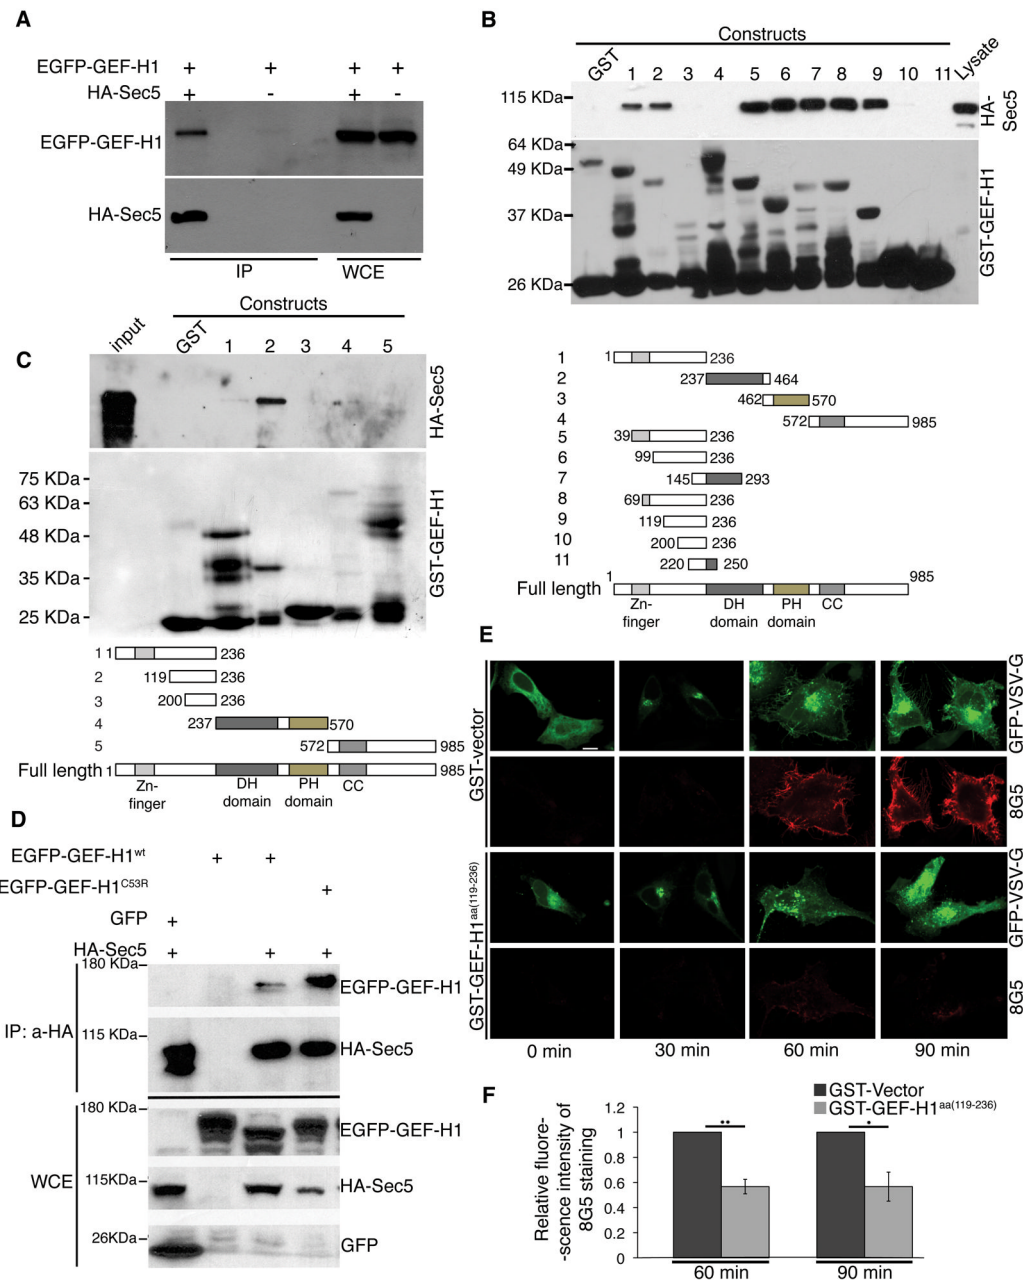 A
EGFP-GEF-H1 + + + +
HA-Sec5 + - + -
EGFP-GEF-H1
HA-Sec5
IP WCE
B
Constructs
GST 1 2 3 4 5 6 7 8 9 10 11 Lysate
115 KDa
HA-Sec5
64 KDa
49 KDa
37 KDa
26 KDa
GST-GEF-H1
1 1 236
2 237 464
3 462 570
4 572 985
5 39 236
6 99 236
7 145 293
8 69 236
9 119 236
10 200 236
11 220 250
Full length 1 985
Zn-finger DH domain PH domain CC
C
Constructs
input GST 1 2 3 4 5
HA-Sec5
75 KDa
63 KDa
48 KDa
35 KDa
25 KDa
GST-GEF-H1
1 1 236
2 119 236
3 200 236
4 237 570
5 572 985
Full length 1 985
Zn-finger DH domain PH domain CC
D
EGFP-GEF-H1wt + +
EGFP-GEF-H1C53R +
GFP +
HA-Sec5 + + +
180 KDa
EGFP-GEF-H1
IP: a-HA
115 KDa
HA-Sec5
180 KDa
EGFP-GEF-H1
WCE
115KDa
HA-Sec5
26KDa
GFP
E
GST-vector
GFP-VSV-G
8G5
GST-GEF-H1aa(119-236)
GFP-VSV-G
8G5
0 min 30 min 60 min 90 min
F
GST-Vector
GST-GEF-H1aa(119-236)
Relative fluore-
-scence intensity of
8G5 staining
1.2
1
0.8
0.6
0.4
0.2
0
** *
60 min 90 min